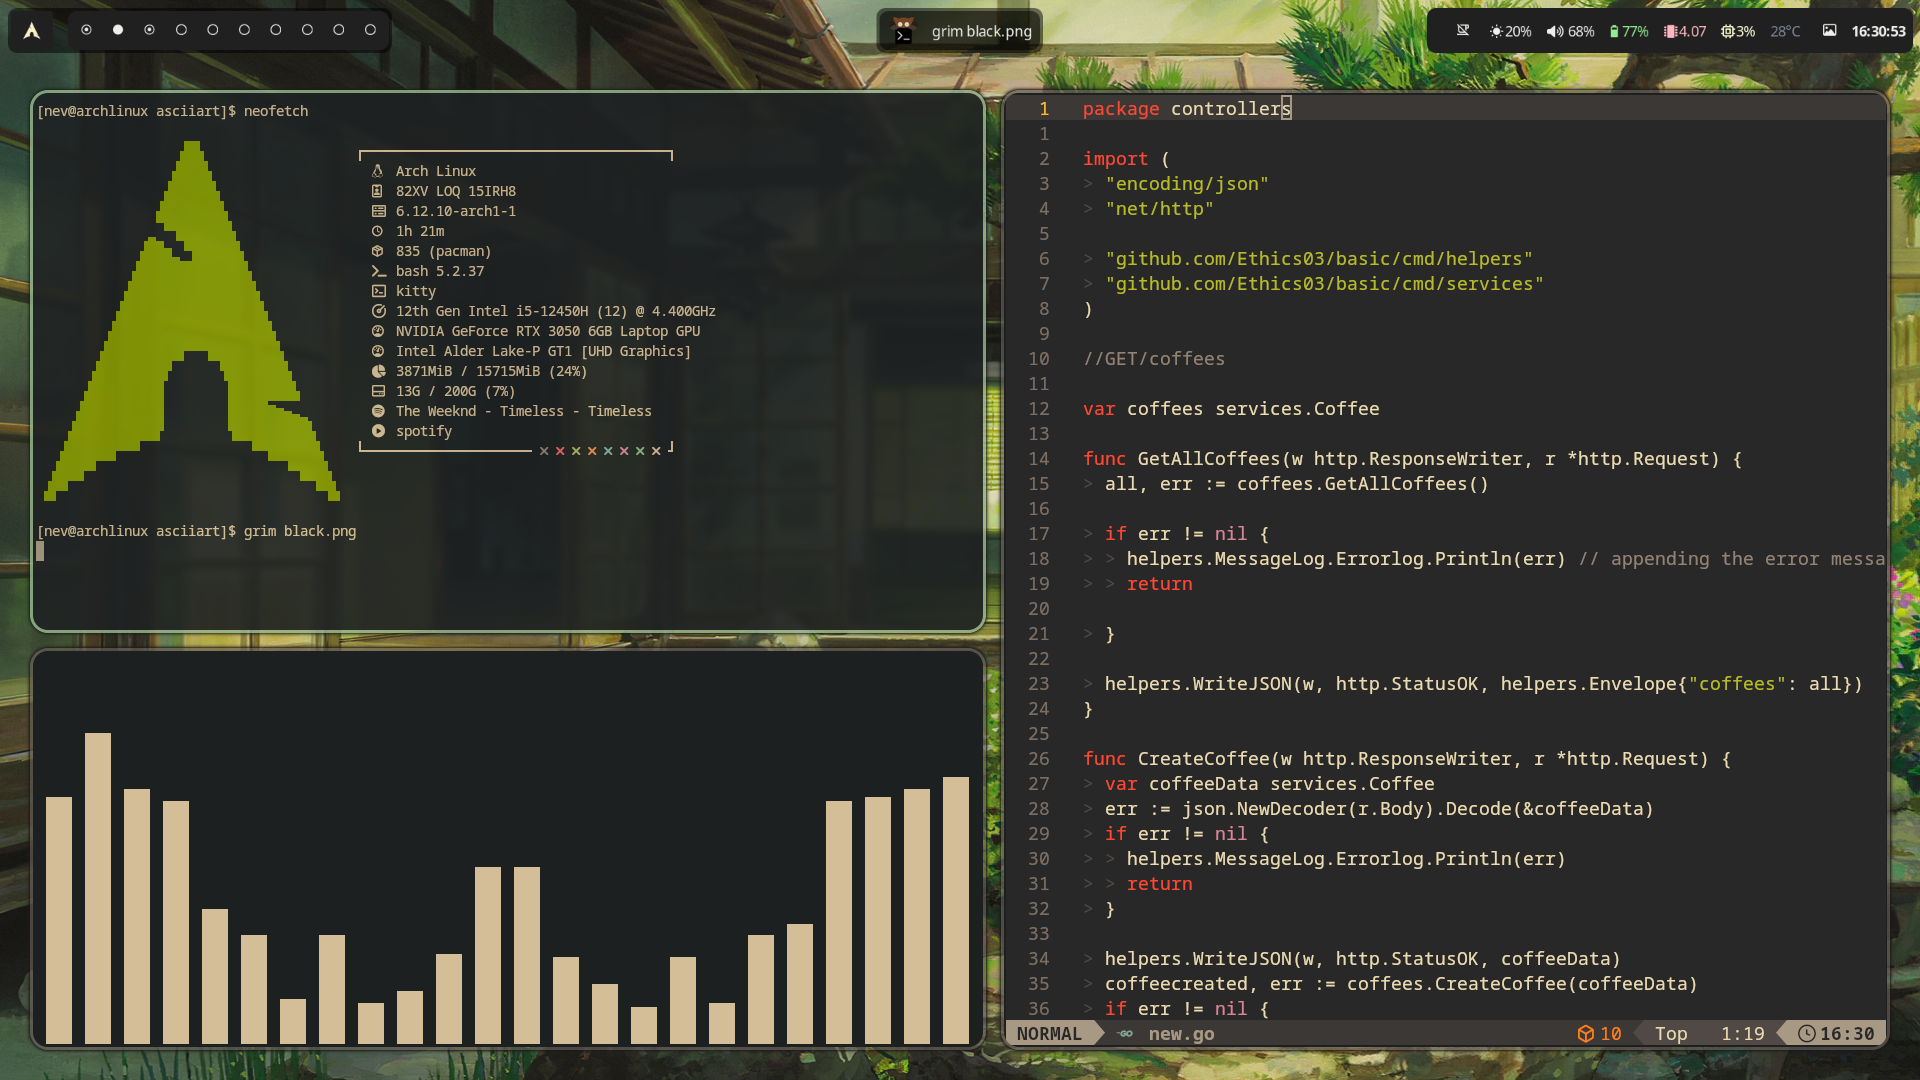 grim black.png
20% 68% 77% 4.07 3% 28°C 16:30:53
[nev@archlinux asciiart]$ neofetch
Arch Linux
82XV LOQ 15IRH8
6.12.10-arch1-1
1h 21m
835 (pacman)
bash 5.2.37
kitty
12th Gen Intel i5-12450H (12) @ 4.400GHz
NVIDIA GeForce RTX 3050 6GB Laptop GPU
Intel Alder Lake-P GT1 [UHD Graphics]
3871MiB / 15715MiB (24%)
13G / 200G (7%)
The Weeknd - Timeless - Timeless
spotify
× × × × × × × ×
[nev@archlinux asciiart]$ grim black.png
1 package controllers
1
2 import (
3 > "encoding/json"
4 > "net/http"
5
6 > "github.com/Ethics03/basic/cmd/helpers"
7 > "github.com/Ethics03/basic/cmd/services"
8 )
9
10 //GET/coffees
11
12 var coffees services.Coffee
13
14 func GetAllCoffees(w http.ResponseWriter, r *http.Request) {
15 > all, err := coffees.GetAllCoffees()
16
17 > if err != nil {
18 > > helpers.MessageLog.Errorlog.Println(err) // appending the error messa
19 > > return
20
21 > }
22
23 > helpers.WriteJSON(w, http.StatusOK, helpers.Envelope{"coffees": all})
24 }
25
26 func CreateCoffee(w http.ResponseWriter, r *http.Request) {
27 > var coffeeData services.Coffee
28 > err := json.NewDecoder(r.Body).Decode(&coffeeData)
29 > if err != nil {
30 > > helpers.MessageLog.Errorlog.Println(err)
31 > > return
32 > }
33
34 > helpers.WriteJSON(w, http.StatusOK, coffeeData)
35 > coffeecreated, err := coffees.CreateCoffee(coffeeData)
36 > if err != nil {
NORMAL GO new.go 10 Top 1:19 16:30